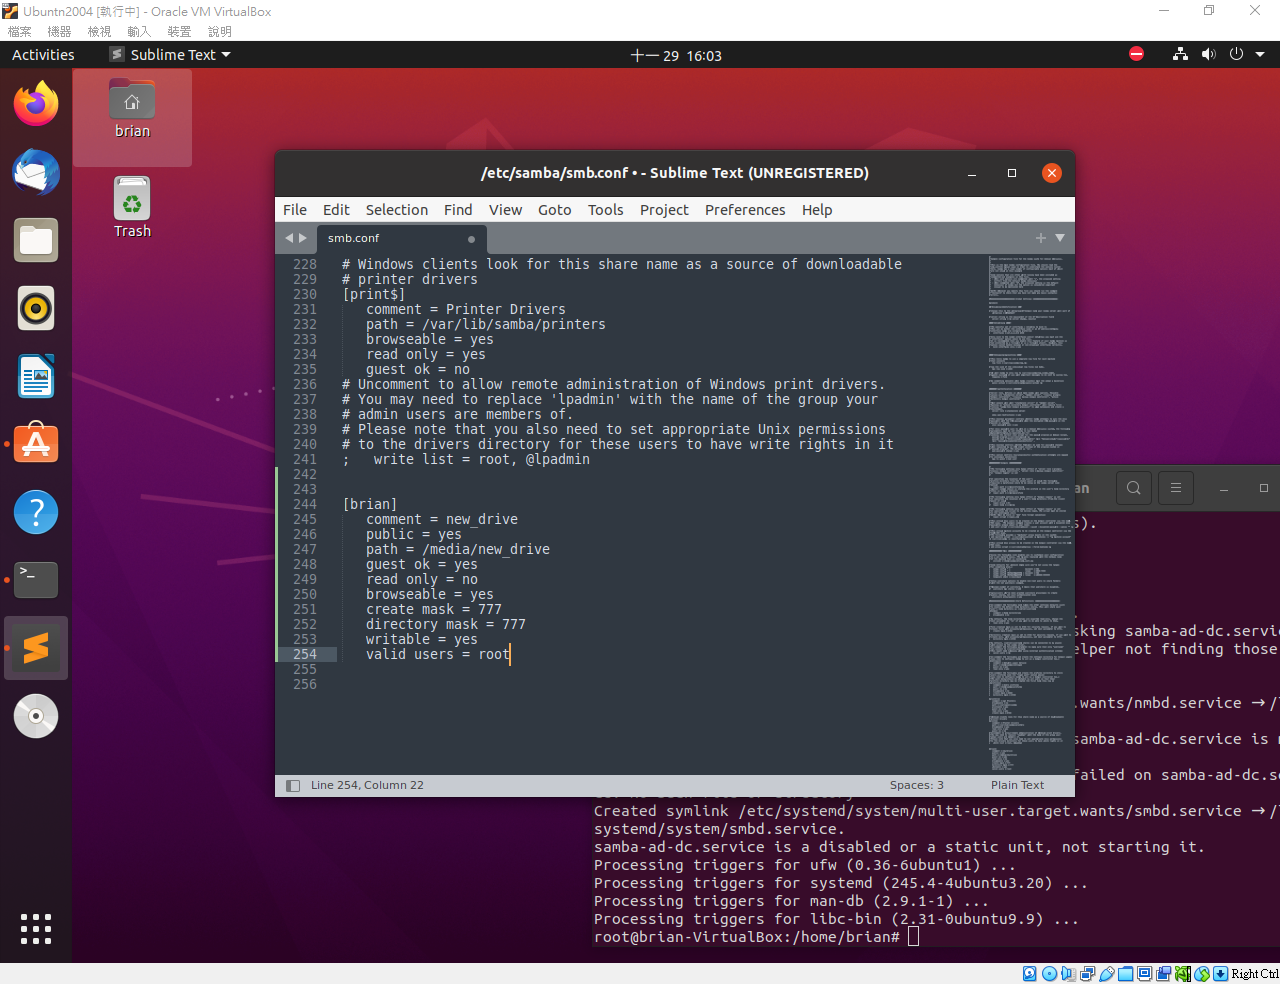 Ubuntn2004 [執行中] - Oracle VM VirtualBox
檔案 機器 檢視 輸入 裝置 說明
Activities Sublime Text 十一 29 16:03
brian
Trash
/etc/samba/smb.conf • - Sublime Text (UNREGISTERED)
File Edit Selection Find View Goto Tools Project Preferences Help
smb.conf
228 # Windows clients look for this share name as a source of downloadable
229 # printer drivers
230 [print$]
231    comment = Printer Drivers
232    path = /var/lib/samba/printers
233    browseable = yes
234    read only = yes
235    guest ok = no
236 # Uncomment to allow remote administration of Windows print drivers.
237 # You may need to replace 'lpadmin' with the name of the group your
238 # admin users are members of.
239 # Please note that you also need to set appropriate Unix permissions
240 # to the drivers directory for these users to have write rights in it
241 ;   write list = root, @lpadmin
242
243
244 [brian]
245    comment = new_drive
246    public = yes
247    path = /media/new_drive
248    guest ok = yes
249    read only = no
250    browseable = yes
251    create mask = 777
252    directory mask = 777
253    writable = yes
254    valid users = root
255
256
Line 254, Column 22 Spaces: 3 Plain Text
an
s).
.
sking samba-ad-dc.servic
elper not finding those
.wants/nmbd.service →/
samba-ad-dc.service is
failed on samba-ad-dc.s
Created symlink /etc/systemd/system/multi-user.target.wants/smbd.service →/
systemd/system/smbd.service.
samba-ad-dc.service is a disabled or a static unit, not starting it.
Processing triggers for ufw (0.36-6ubuntu1) ...
Processing triggers for systemd (245.4-4ubuntu3.20) ...
Processing triggers for man-db (2.9.1-1) ...
Processing triggers for libc-bin (2.31-0ubuntu9.9) ...
root@brian-VirtualBox:/home/brian#
Right Ctrl